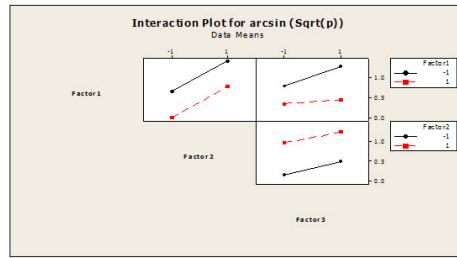 Interaction Plot for arcsin (Sqrt(p))
Data Means
-1 1 -1 1
Factor1
-1
1
Factor1
1.0
0.5
0.0
Factor2
-1
1
Factor2
1.0
0.5
0.0
Factor3